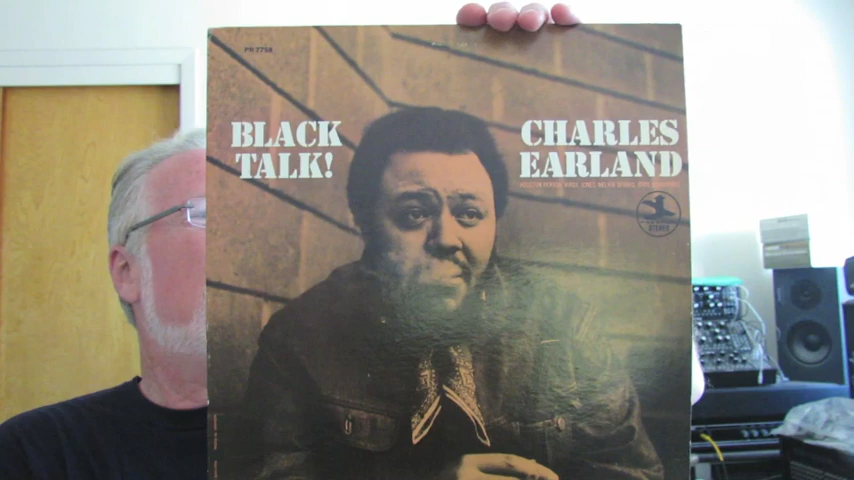 PR 7758
BLACK
TALK!
CHARLES
EARLAND
STEREO